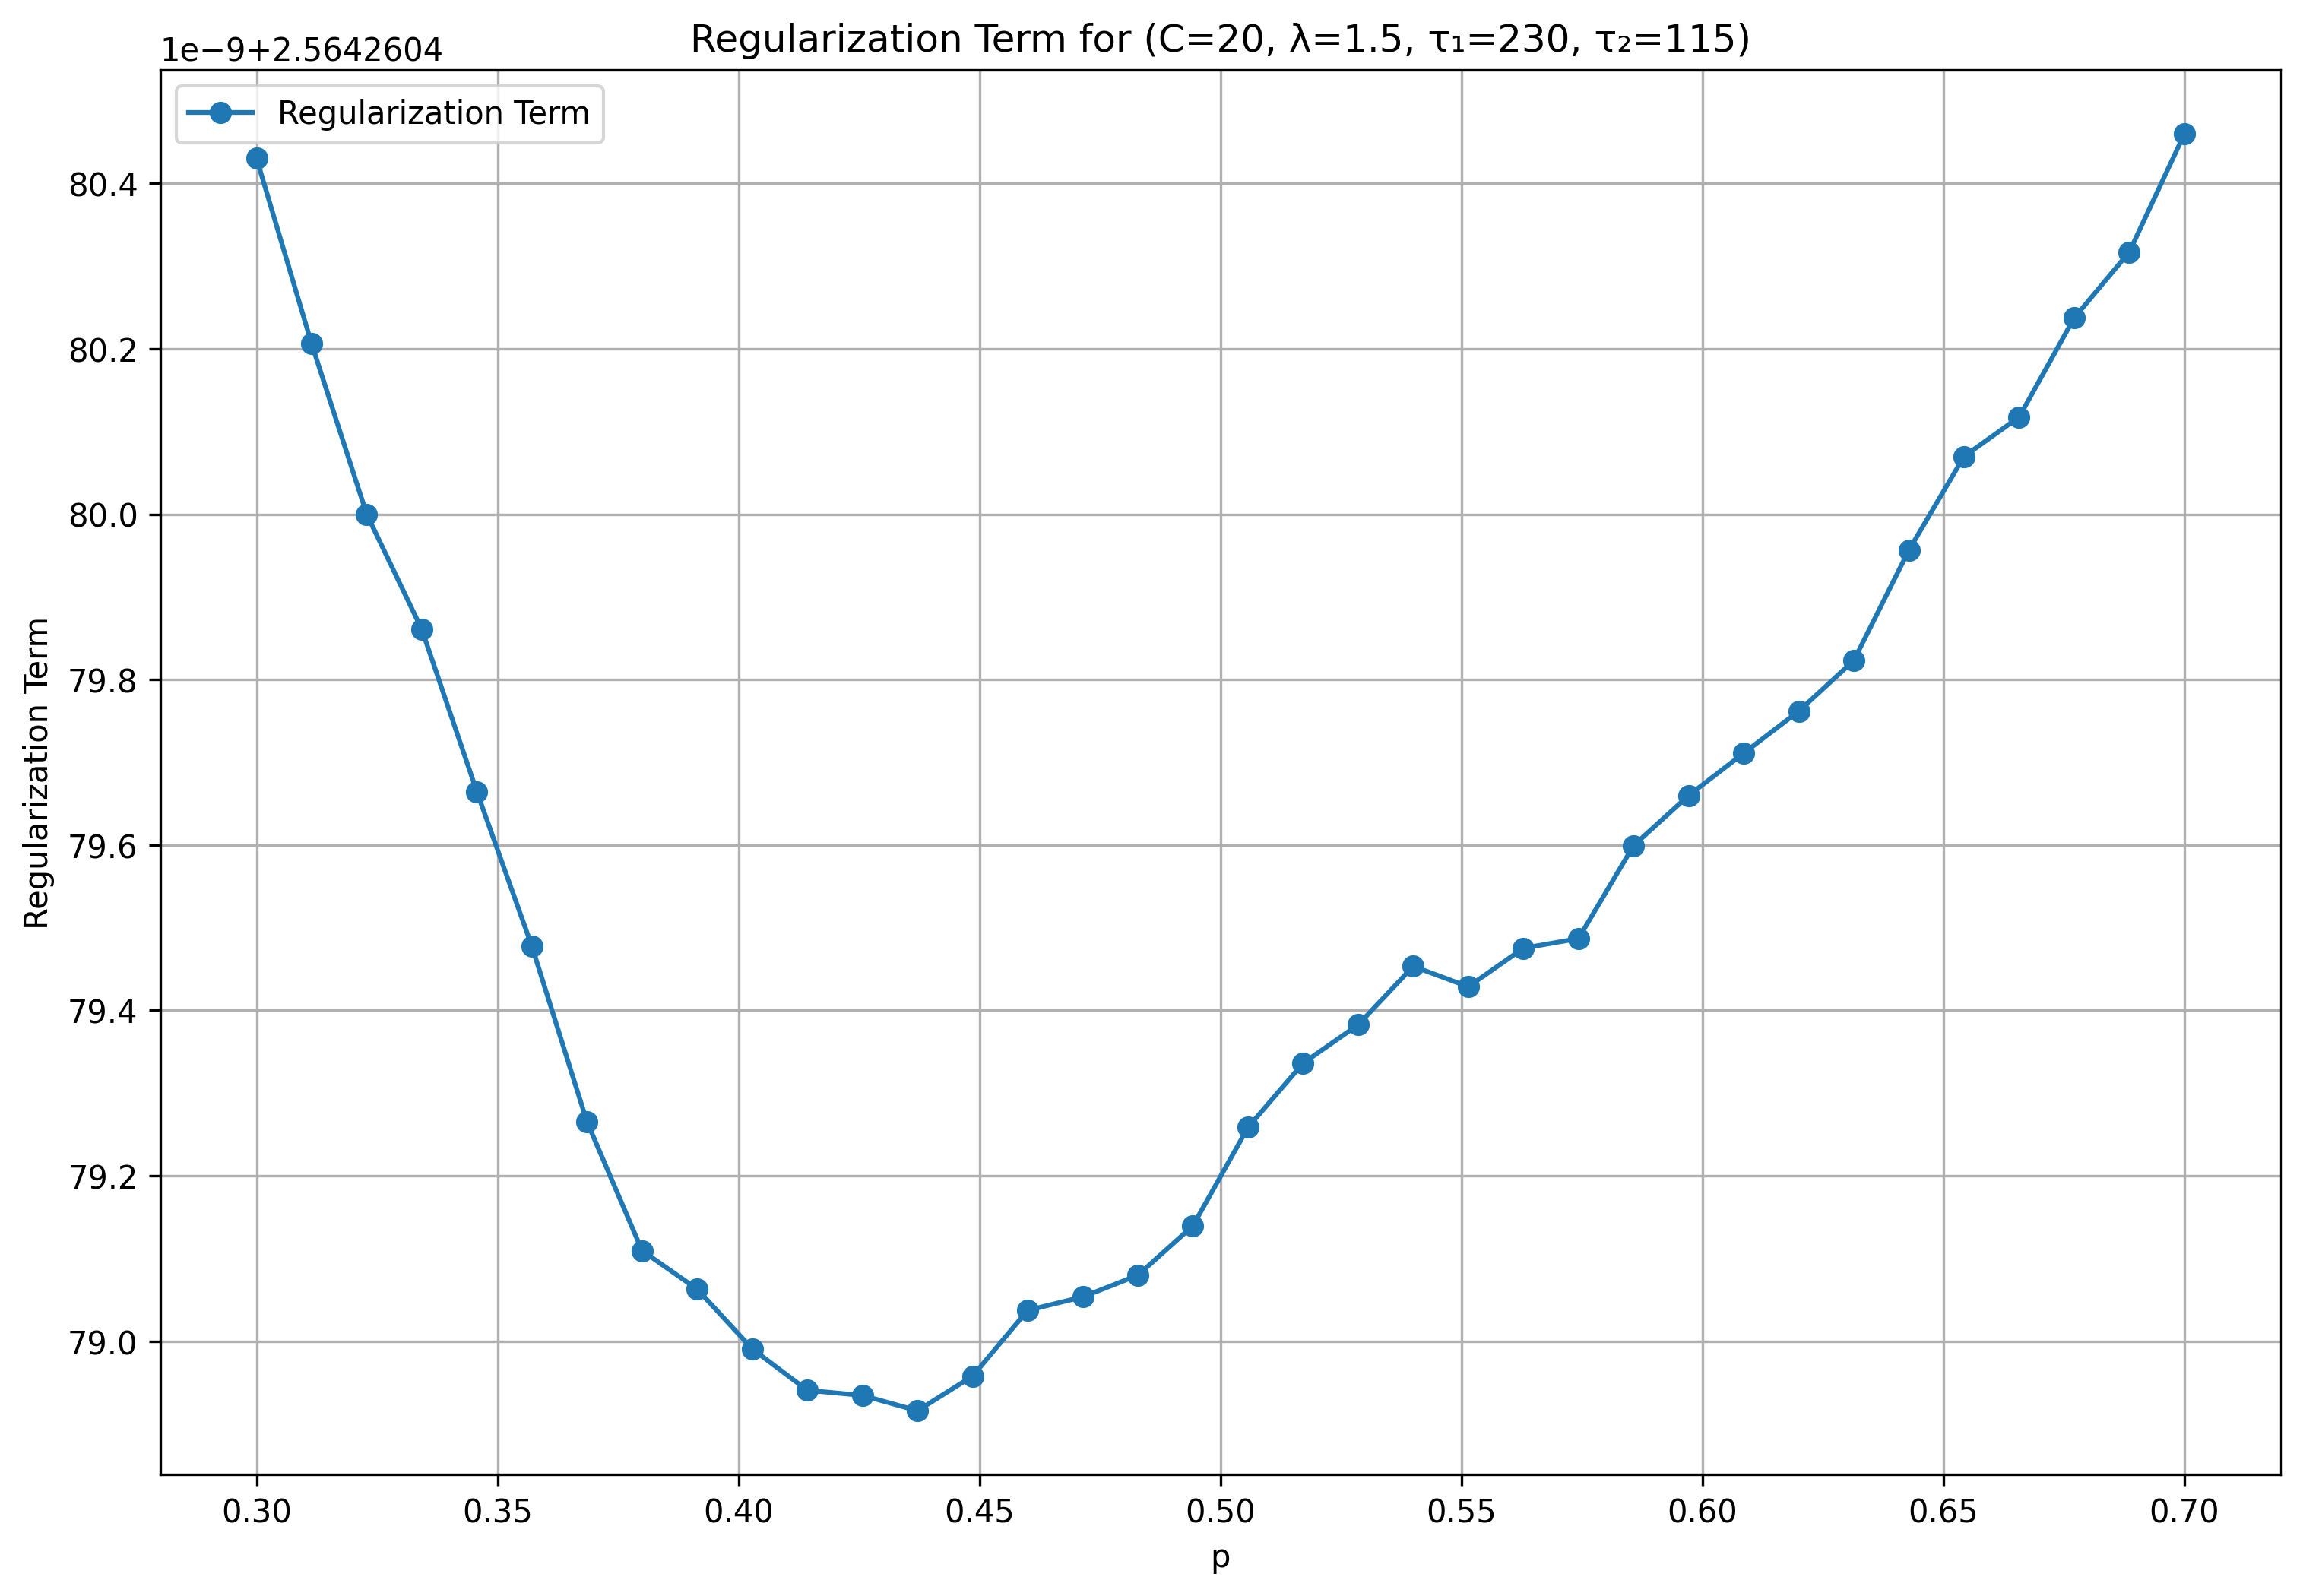 Regularization Term for (C=20, λ=1.5, τ₁=230, τ₂=115)
1e−9+2.5642604
Regularization Term
80.4
80.2
80.0
79.8
79.6
79.4
79.2
79.0
Regularization Term
0.30 0.35 0.40 0.45 0.50 0.55 0.60 0.65 0.70
p